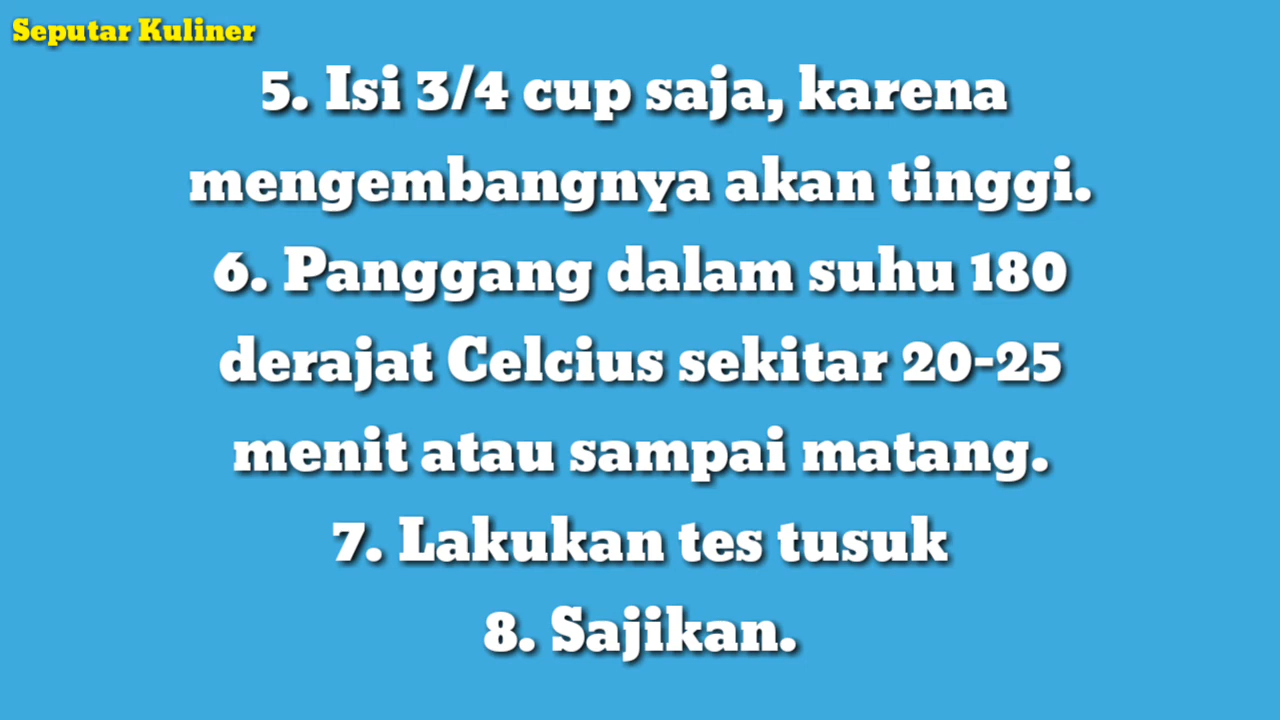 Seputar Kuliner
5. Isi 3/4 cup saja, karena
mengembangnya akan tinggi.
6. Panggang dalam suhu 180
derajat Celcius sekitar 20-25
menit atau sampai matang.
7. Lakukan tes tusuk
8. Sajikan.